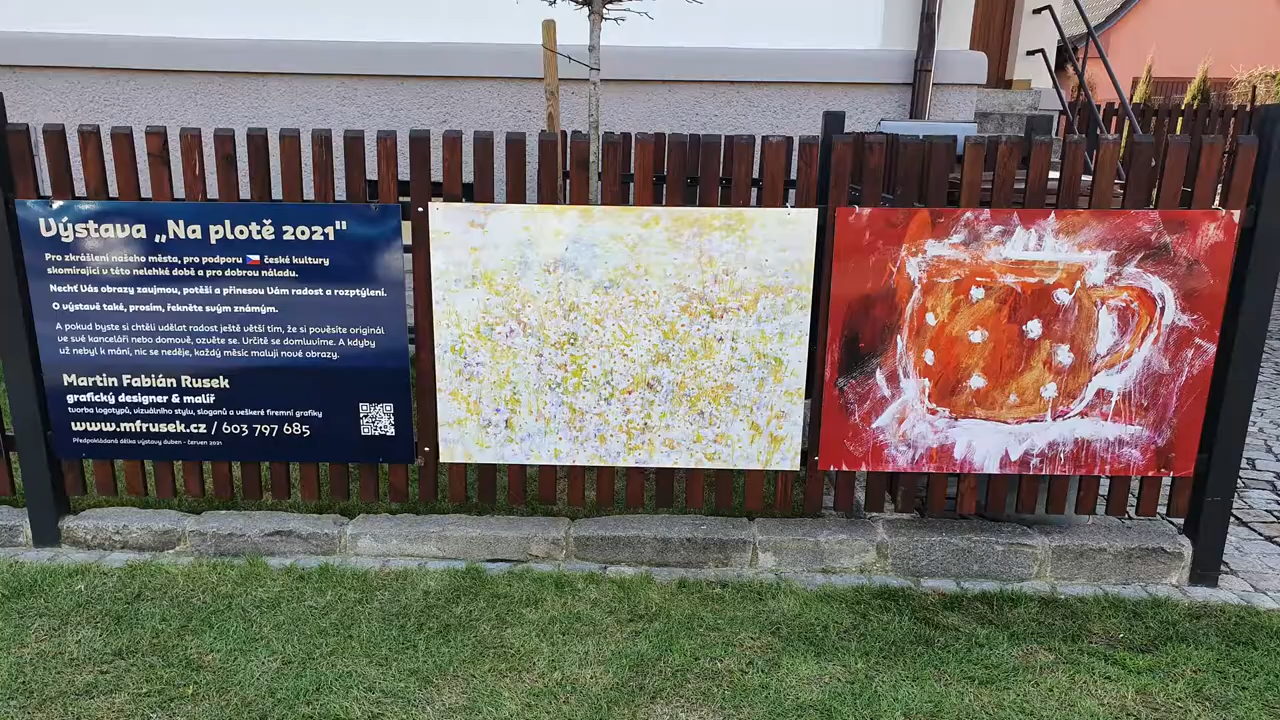 Výstava „Na plotě 2021"
Pro zkrášlení našeho města, pro podporu české kultury
skomírající v této nelehké době a pro dobrou náladu.
Nechť Vás obrazy zaujmou, potěší a přinesou Vám radost a rozptýlení.
O výstavě také, prosím, řekněte svým známým.
A pokud byste si chtěli udělat radost ještě větší tím, že si pověsíte originál
ve své kanceláři nebo domově, ozvěte se. Určitě se domluvíme. A kdyby
už nebyl k mání, nic se neděje, každý měsíc maluji nové obrazy.
Martin Fabián Rusek
grafický designer & malíř
tvorba logotypů, vizuálního stylu, sloganů a veškeré firemní grafiky
www.mfrusek.cz / 603 797 685
Předpokládaná délka výstavy duben - červen 2021